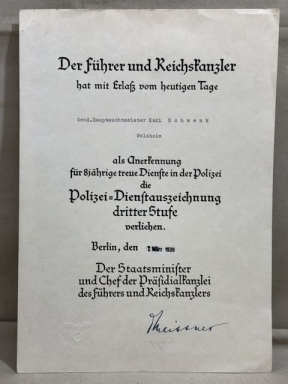 Der Führer und Reichskanzler
hat mit Erlaß vom heutigen Tage
Gend.Hauptwachtmeister Karl Schwenk
Welzheim
als Anerkennung
für 8jährige treue Dienste in der Polizei
die
Polizei=Dienstauszeichnung
dritter Stufe
verliehen.
Berlin, den
Der Staatsminister
und Chef der Präsidialkanzlei
des Führers und Reichskanzlers
Meissner